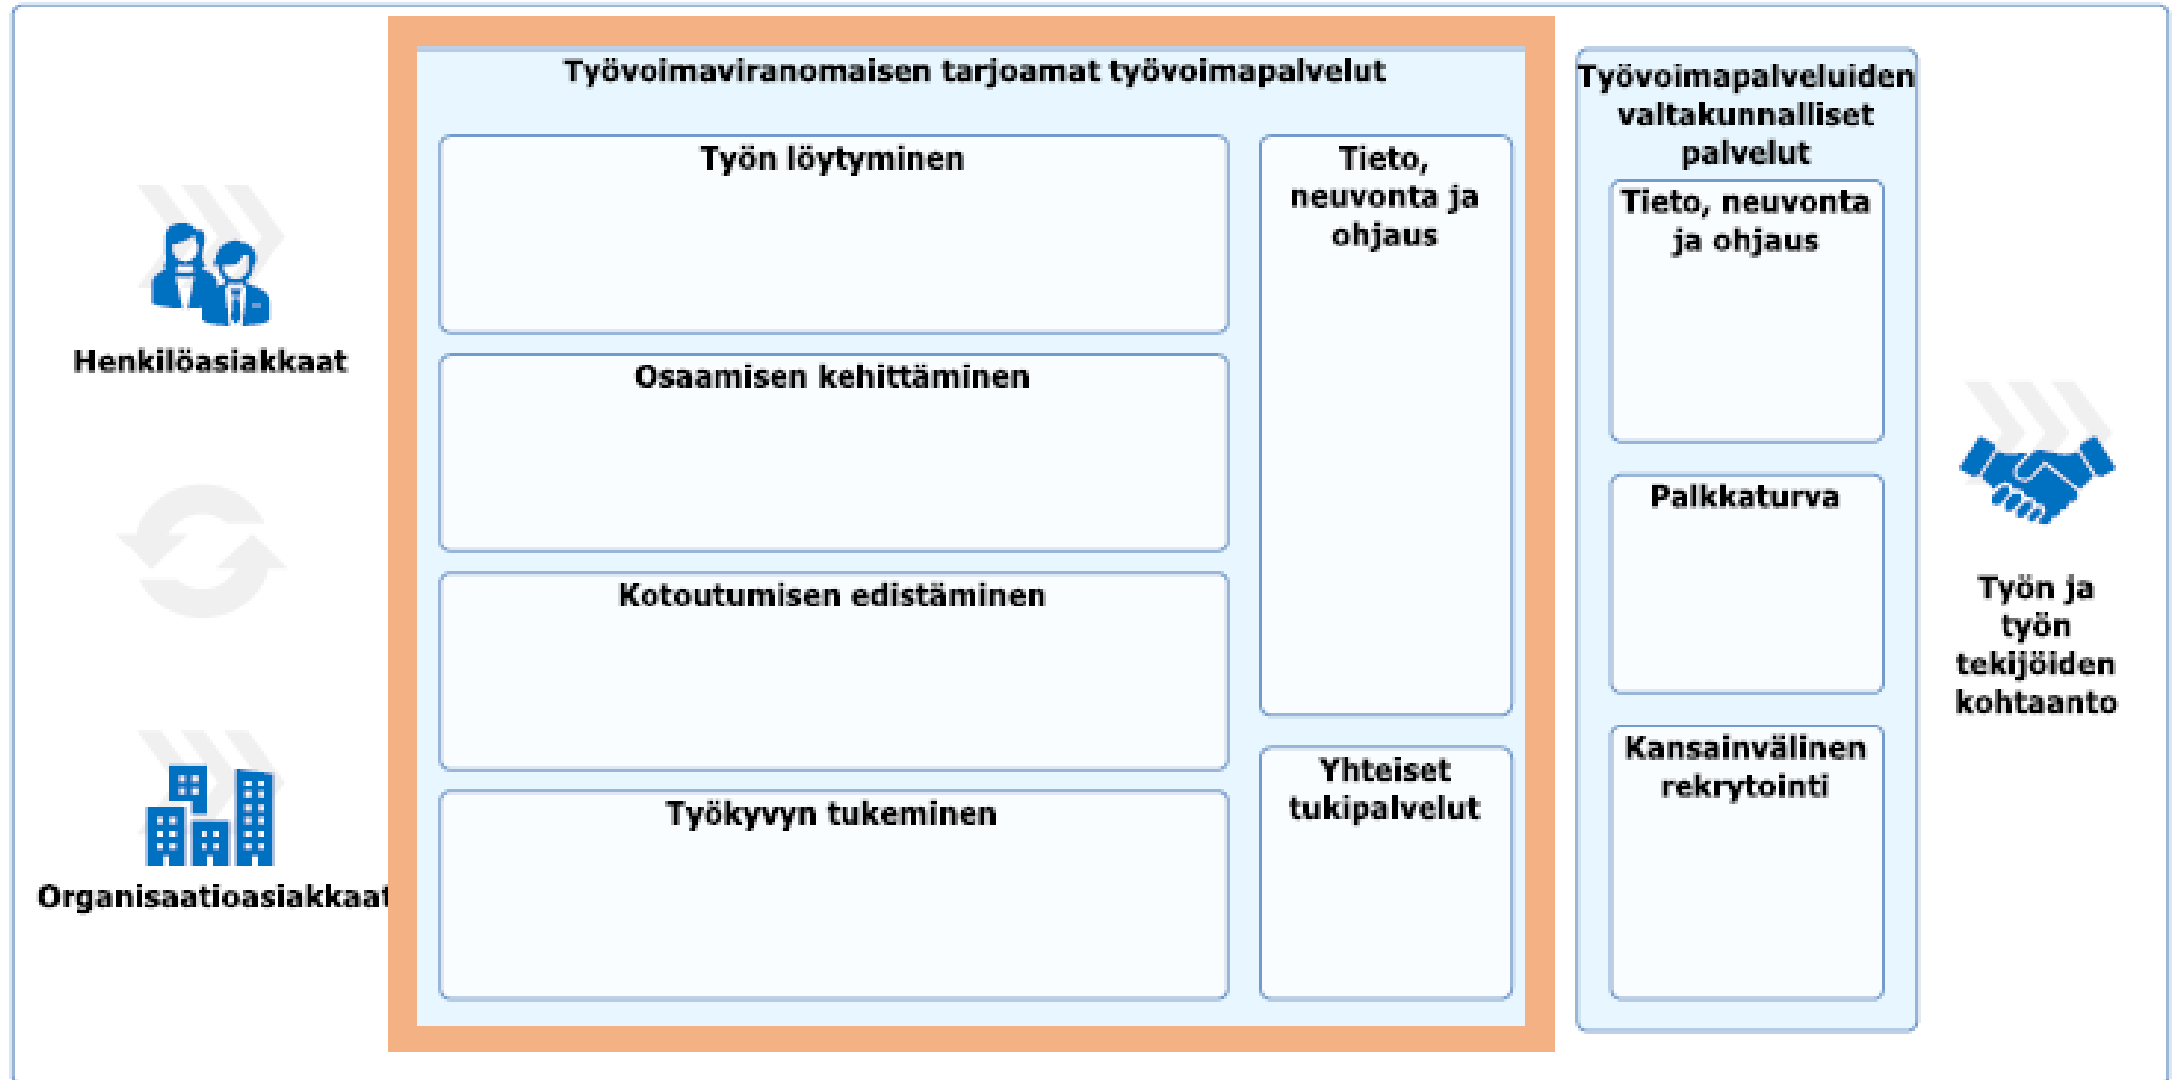 Henkilöasiakkaat
Organisaatioasiakkaat
Työvoimaviranomaisen tarjoamat työvoimapalvelut
Työn löytyminen
Osaamisen kehittäminen
Kotoutumisen edistäminen
Työkyvyn tukeminen
Tieto,
neuvonta ja
ohjaus
Yhteiset
tukipalvelut
Työvoimapalveluiden
valtakunnalliset
palvelut
Tieto, neuvonta
ja ohjaus
Palkkaturva
Kansainvälinen
rekrytointi
Työn ja
työn
tekijöiden
kohtaanto